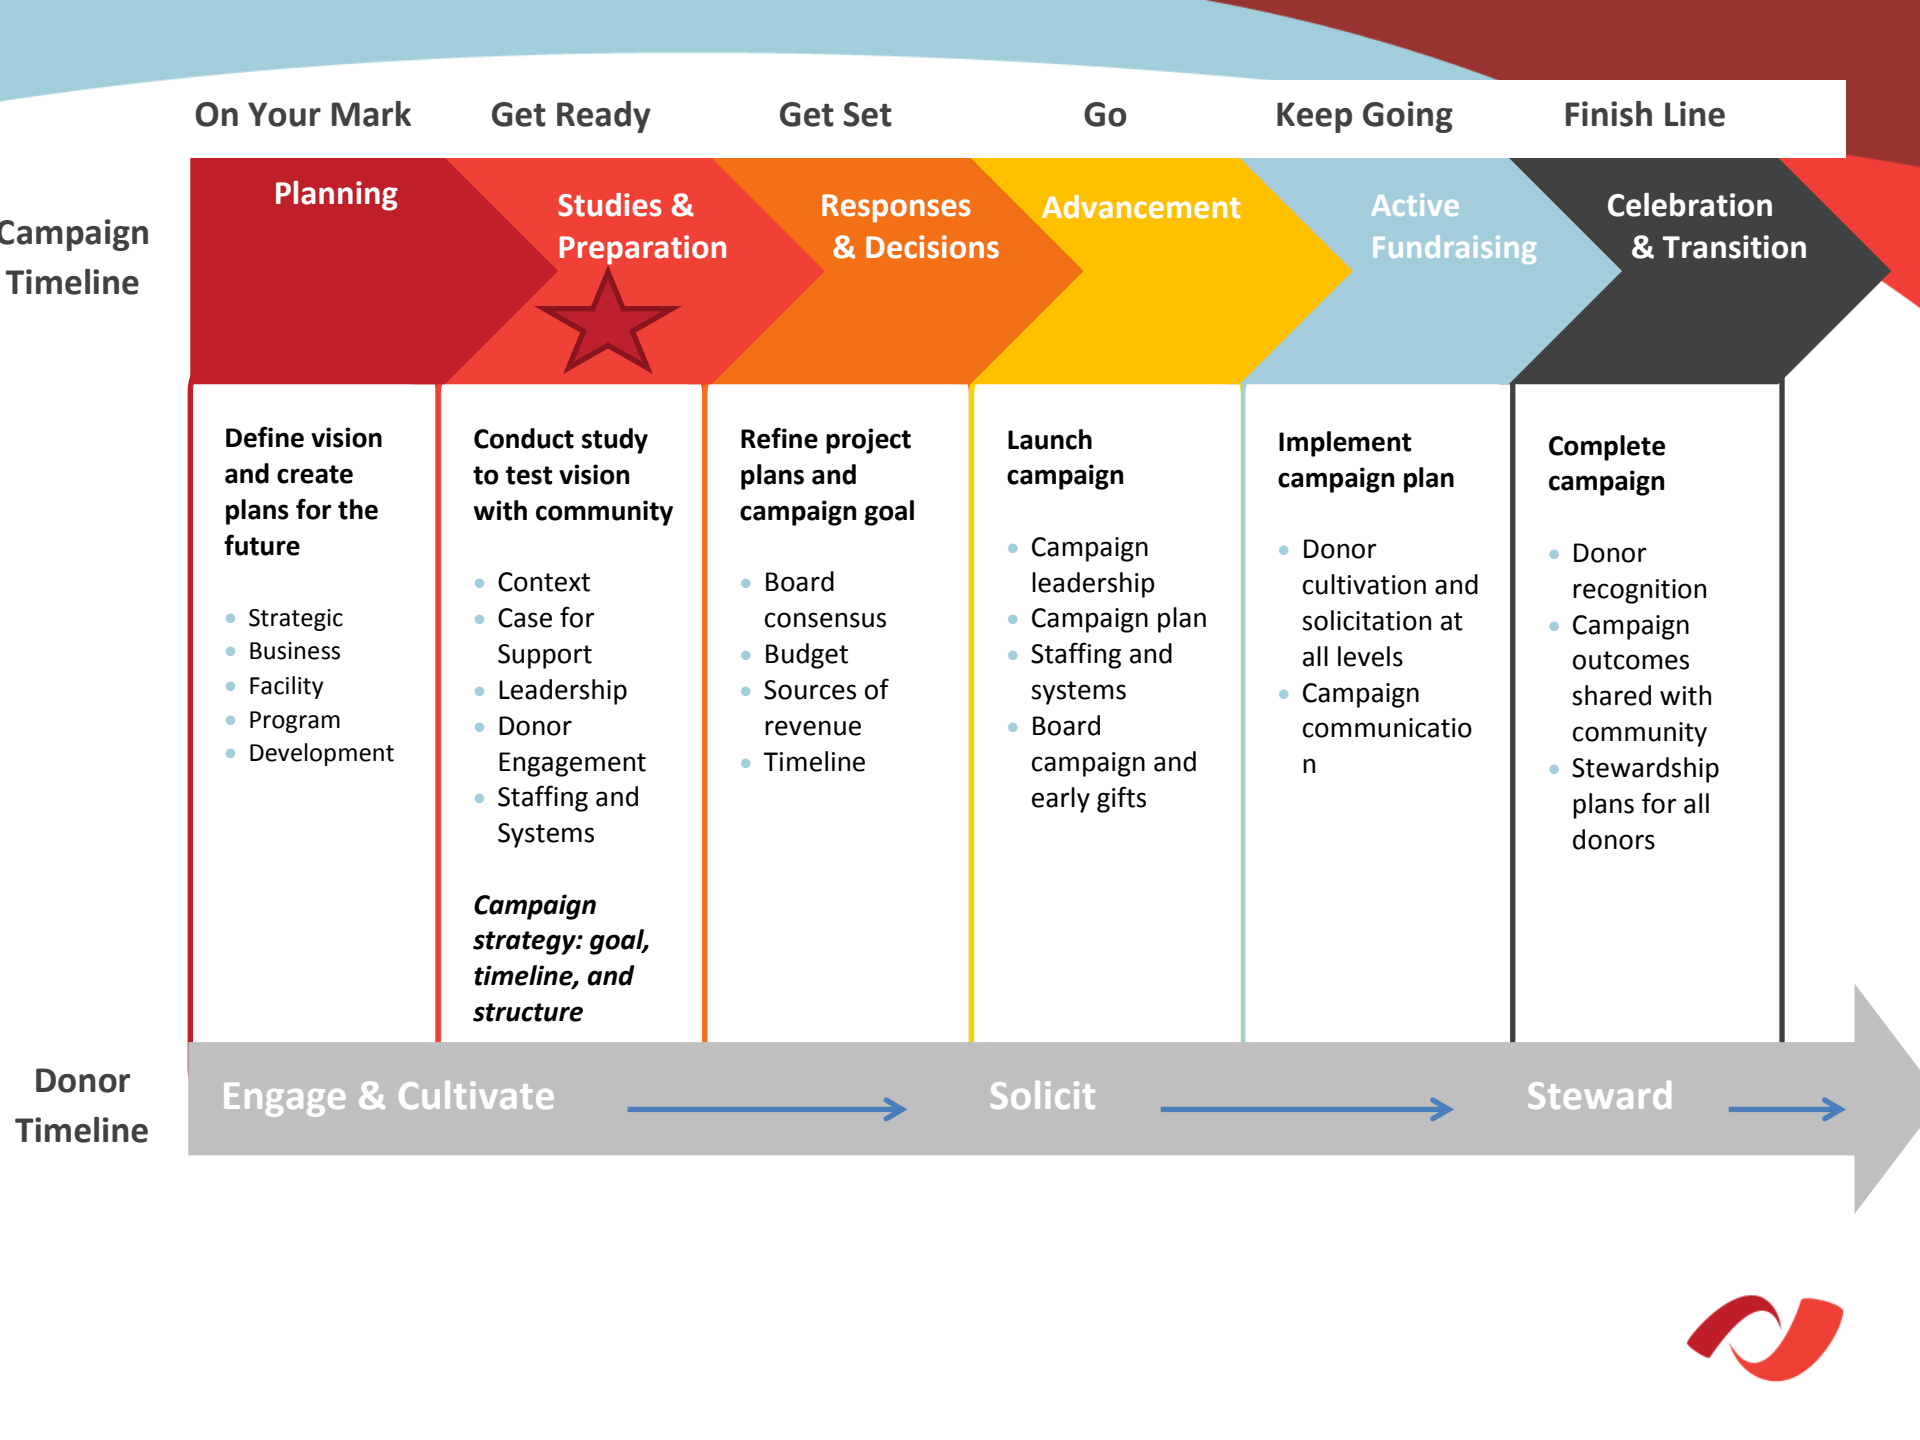 On Your Mark
Get Ready
Get Set
Go
Keep Going
Finish Line
Campaign
Timeline
Planning
Studies &
Preparation
Responses
& Decisions
Advancement
Active
Fundraising
Celebration
& Transition
Define vision
and create
plans for the
future
Strategic
Business
Facility
Program
Development
Conduct study
to test vision
with community
Context
Case for
Support
Leadership
Donor
Engagement
Staffing and
Systems
Campaign
strategy: goal,
timeline, and
structure
Refine project
plans and
campaign goal
Board
consensus
Budget
Sources of
revenue
Timeline
Launch
campaign
Campaign
leadership
Campaign plan
Staffing and
systems
Board
campaign and
early gifts
Implement
campaign plan
Donor
cultivation and
solicitation at
all levels
Campaign
communicatio
n
Complete
campaign
Donor
recognition
Campaign
outcomes
shared with
community
Stewardship
plans for all
donors
Donor
Timeline
Engage & Cultivate
Solicit
Steward